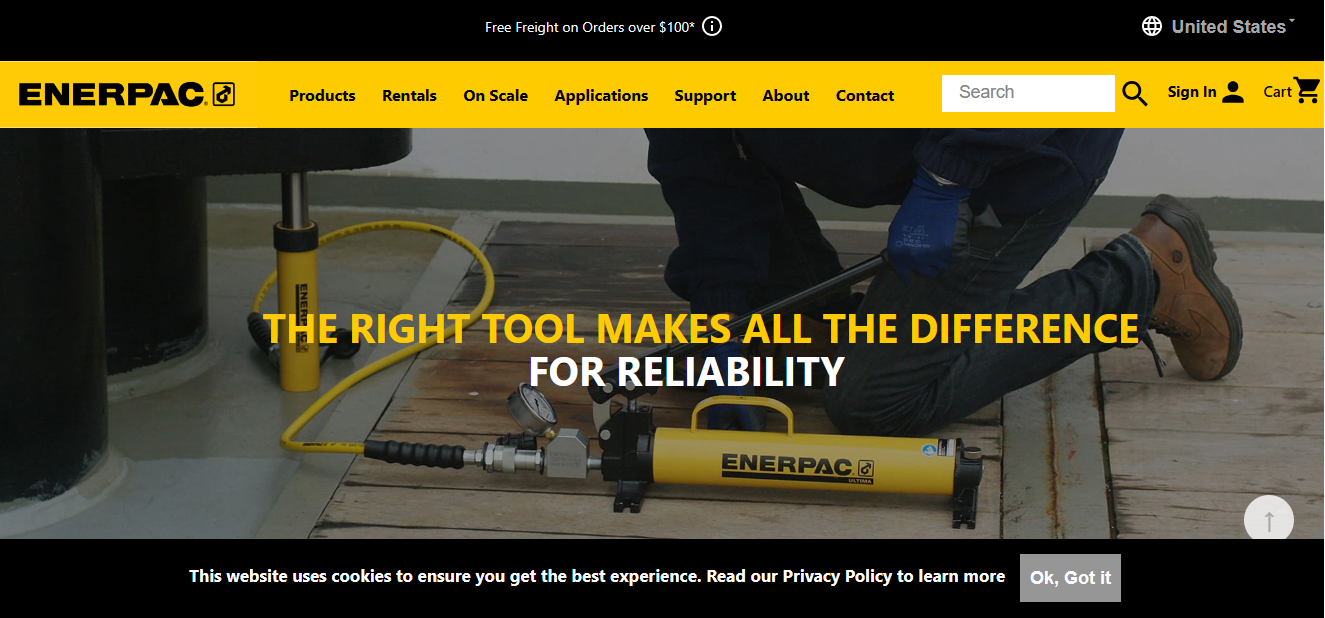 Free Freight on Orders over $100*
United States
ENERPAC
Products Rentals On Scale Applications Support About Contact
Search
Sign In
Cart
ENERPAC
THE RIGHT TOOL MAKES ALL THE DIFFERENCE
FOR RELIABILITY
ENERPAC
ULTIMA
This website uses cookies to ensure you get the best experience. Read our Privacy Policy to learn more
Ok, Got it